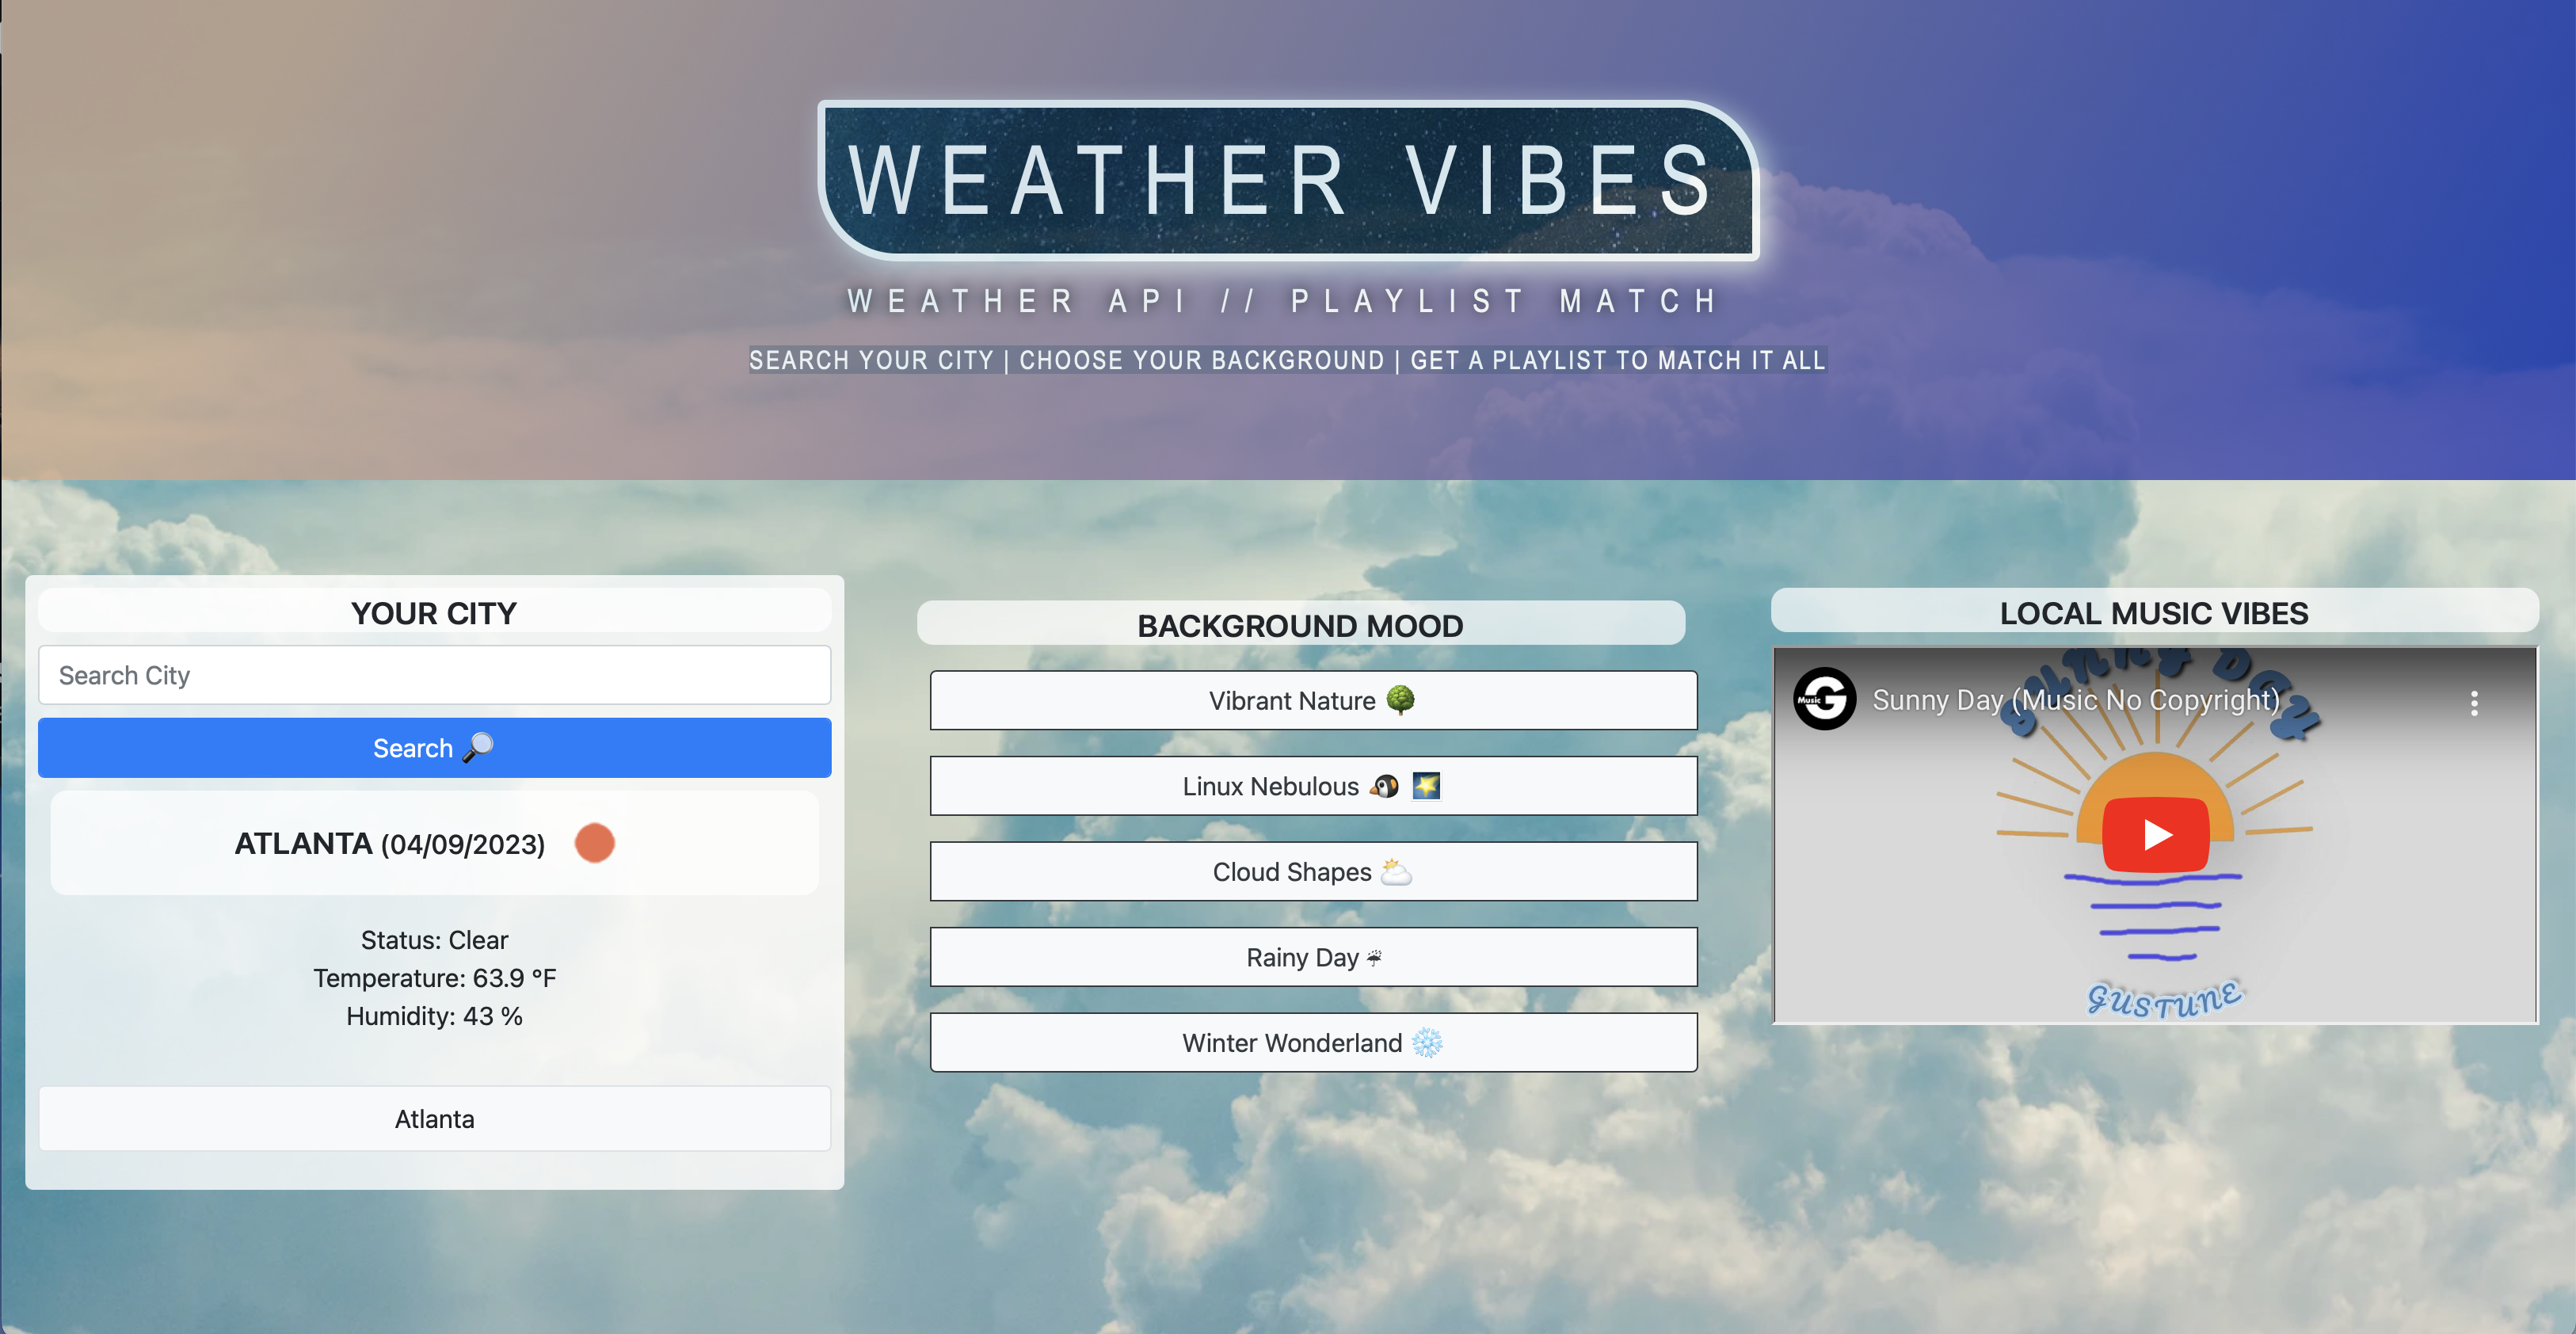 WEATHER VIBES
WEATHER API // PLAYLIST MATCH
SEARCH YOUR CITY | CHOOSE YOUR BACKGROUND | GET A PLAYLIST TO MATCH IT ALL
YOUR CITY
Search City
Search 🔎
ATLANTA (04/09/2023)
Status: Clear
Temperature: 63.9 °F
Humidity: 43 %
Atlanta
BACKGROUND MOOD
Vibrant Nature 🌳
Linux Nebulous 🐧 🌠
Cloud Shapes 🌥️
Rainy Day ☔
Winter Wonderland ❄️
LOCAL MUSIC VIBES
SUNNY DAY
Music G
Sunny Day (Music No Copyright)
GUSTUNE